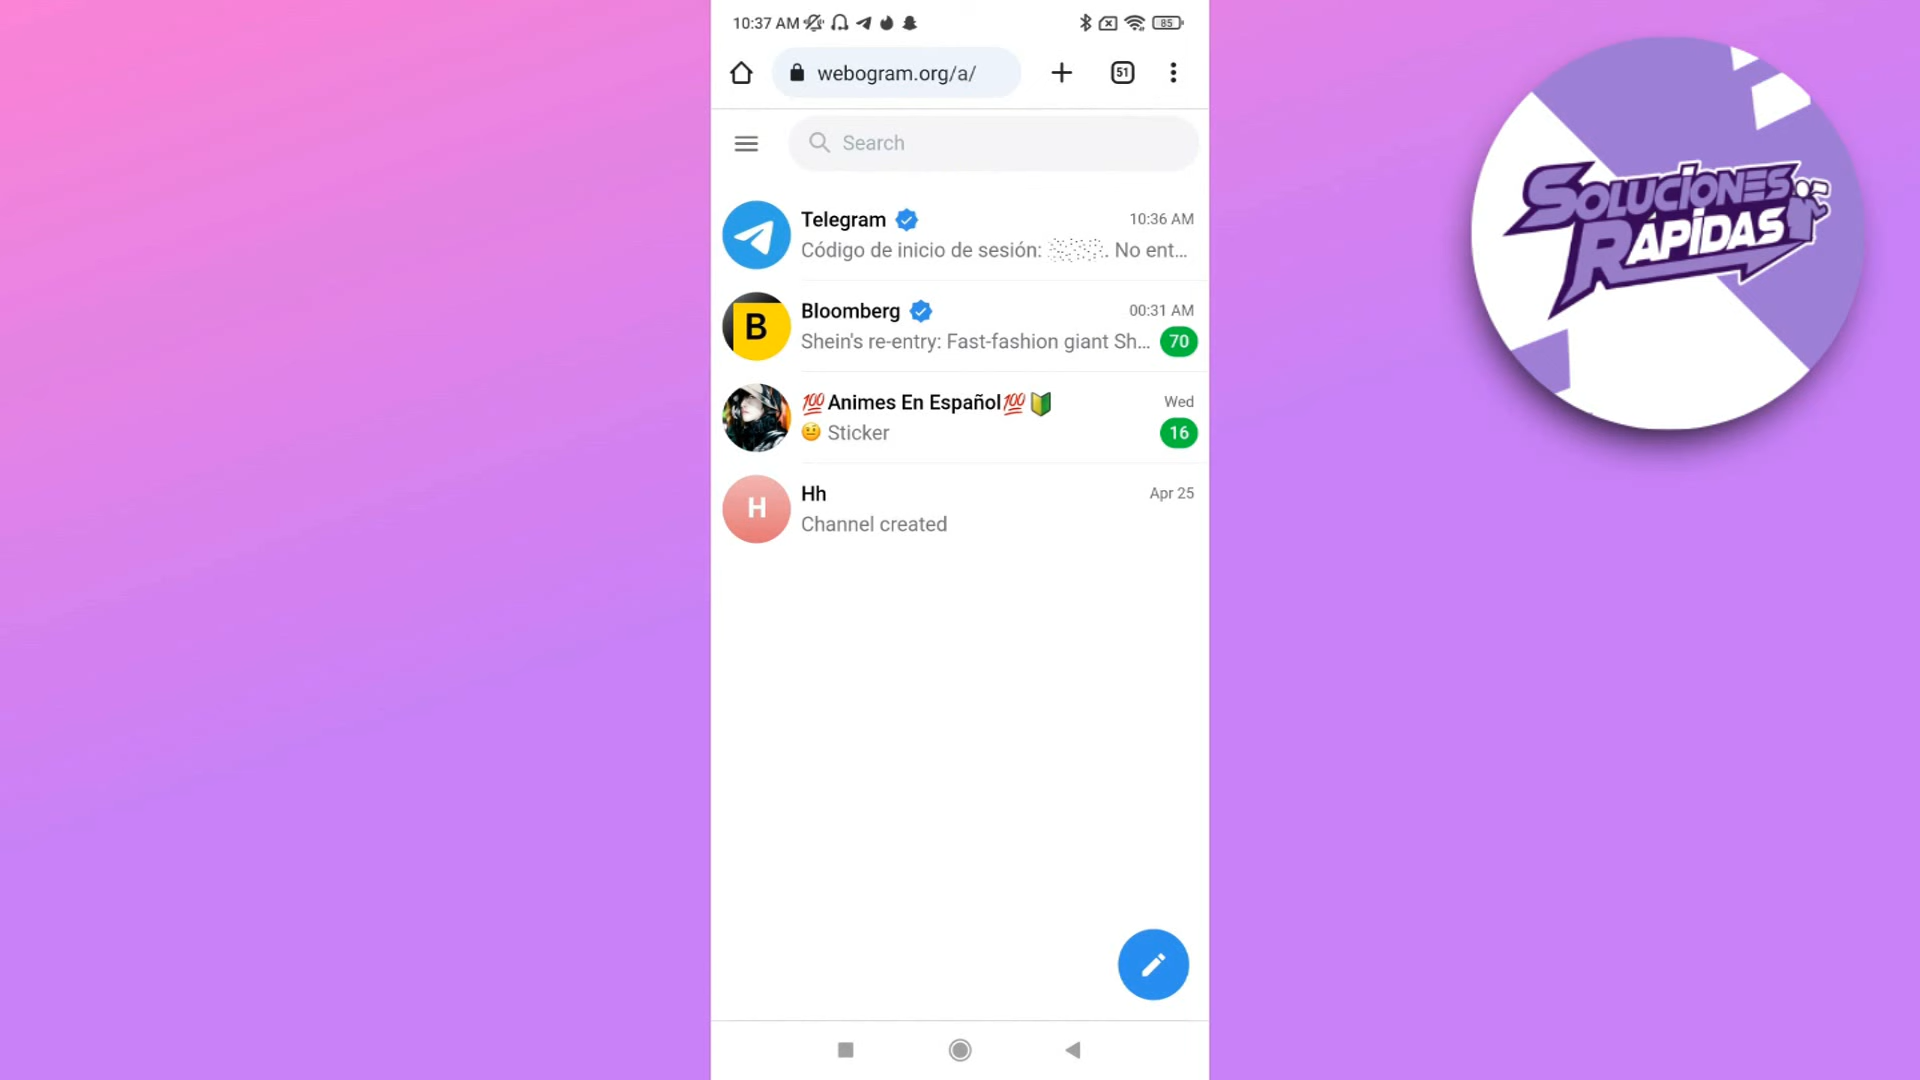 10:37 AM
85
webogram.org/a/
51
Search
Telegram
10:36 AM
Código de inicio de sesión: . No ent...
Bloomberg
00:31 AM
B
Shein's re-entry: Fast-fashion giant Sh...
70
💯Animes En Español💯🔰
Wed
🤨 Sticker
16
Hh
Apr 25
H
Channel created
SOLUCIONES
RÁPIDAS